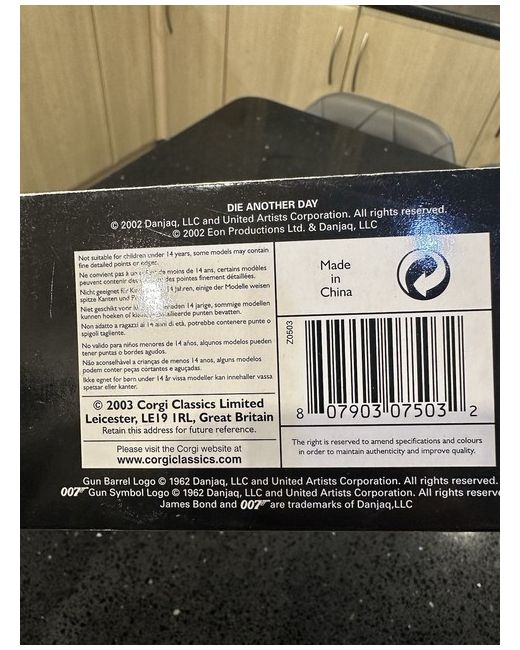 DIE ANOTHER DAY
© 2002 Danjaq, LLC and United Artists Corporation. All rights reserved.
© 2002 Eon Productions Ltd. & Danjaq, LLC
Not suitable for children under 14 years, some models may contain
fine detailed points or edges.
Ne convient pas à un de moins de 14 ans, certains modèles
peuvent contenir des des pointes finement détaillées.
Nicht geeignet für 14 jahren, einige der Modelle weisen
spitze Kanten und
Niet geschikt voor 14 jarige, sommige modellen
kunnen hoeken of punten bevatten.
Non adatto a ragazzi al 14 anni di età, potrebbe contenere punte o
spigoli tagliente.
No valido para niños menores de 14 años, algunos modelos pueden
tener puntas o bordes agudos.
Não aconselhável a crianças de menos 14 anos, alguns modelos
podem conter peças cortantes e aguçadas.
Ikke egnet for børn under 14 år vissa modeller kan innehaller vassa
spetsar eller kanter.
© 2003 Corgi Classics Limited
Leicester, LE19 1RL, Great Britain
Retain this address for future reference.
Please visit the Corgi website at
www.corgiclassics.com
Made
in
China
Z0503
8 07903 07503 2
The right is reserved to amend specifications and colours
in order to maintain authenticity and improve quality.
Gun Barrel Logo © 1962 Danjaq, LLC and United Artists Corporation. All rights reserved.
007 Gun Symbol Logo © 1962 Danjaq, LLC and United Artists Corporation. All rights reserve
James Bond and 007 are trademarks of Danjaq,LLC